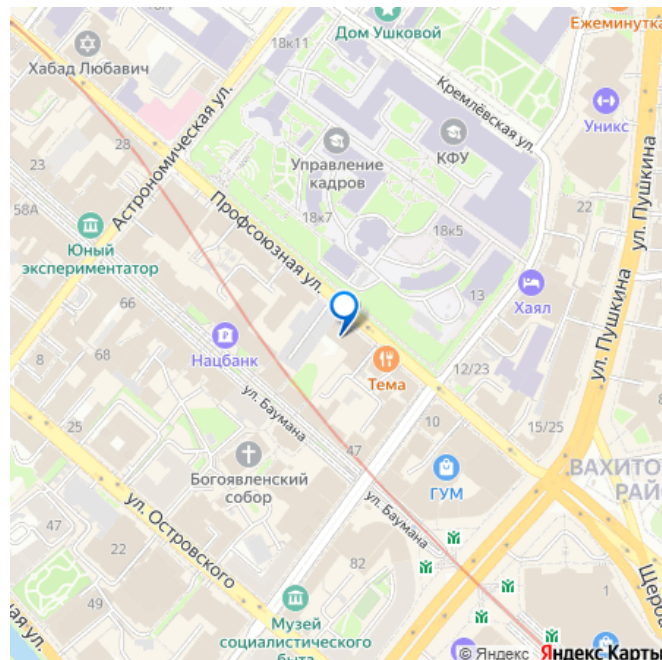 Ежеминутка
Дом Ушковой
18к11
Хабад Любавич
Кремлёвская ул.
Уникс
ул. Пушкина
Астрономическая ул.
28
23
Управление
кадров
КФУ
22
58А
18к7
18к5
Профсоюзная ул.
Юный
экспериментатор
13
Хаял
ул. Пушкина
66
Нацбанк
68
8
Тема
12/23
ул. Баумана
25
10
15/25
47
Богоявленский
собор
ГУМ
ВАХИТО
РАЙ
ул. Баумана
ул. Островского
47
22
82
49
1
Щерба
Музей
социалистического
быта
кая ул.
© Яндекс Яндекс Карты